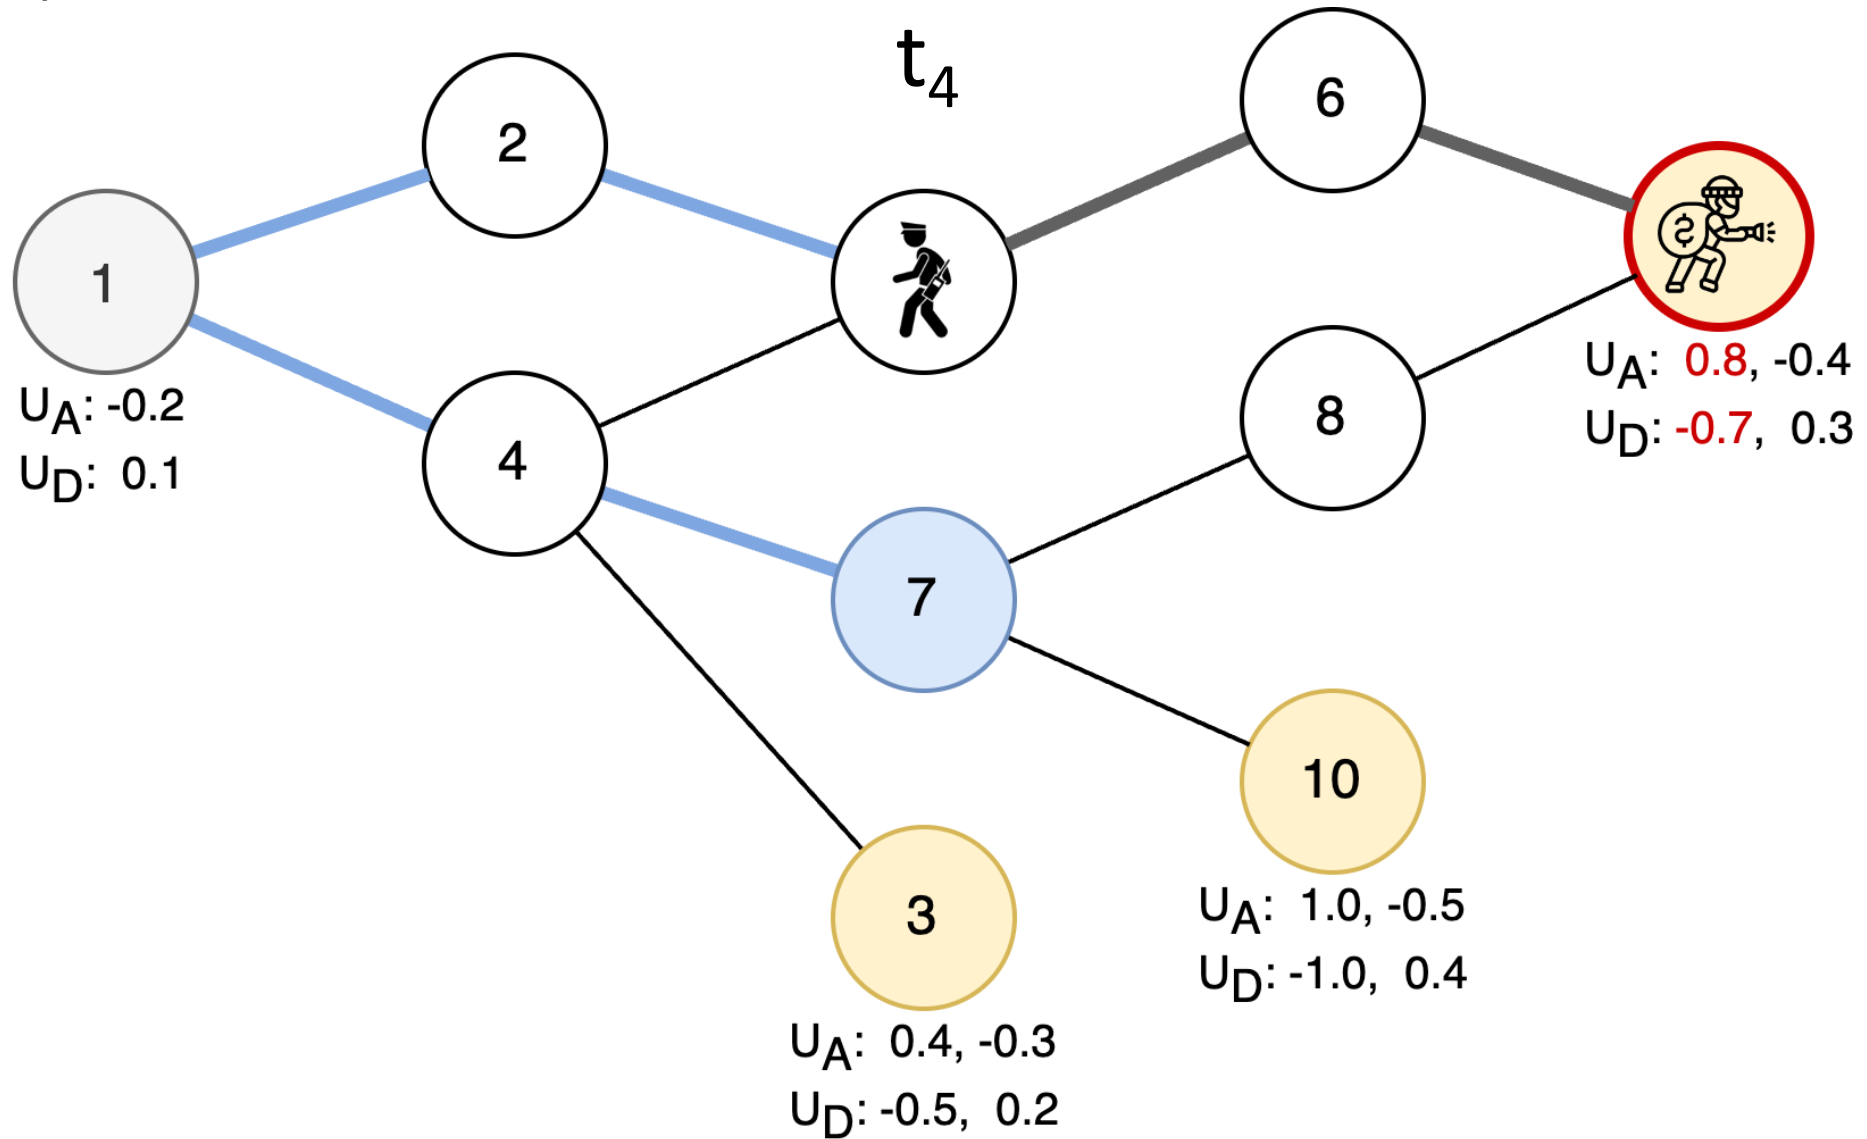 t4
6
2
1
UA: -0.2
UD: 0.1
$
UA: 0.8, -0.4
UD: -0.7, 0.3
8
4
7
10
UA: 1.0, -0.5
UD: -1.0, 0.4
3
UA: 0.4, -0.3
UD: -0.5, 0.2